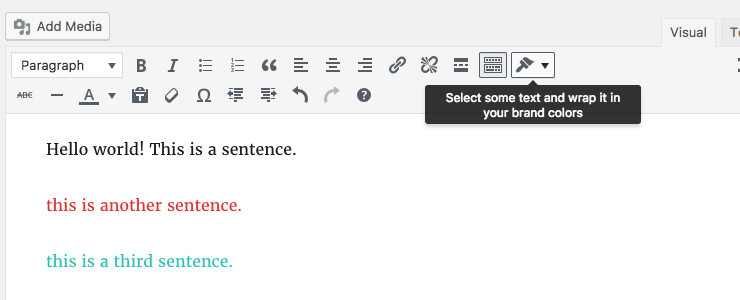 Add Media
Visual
Paragraph
B I
ABC A Ω ?
Select some text and wrap it in
your brand colors
Hello world! This is a sentence.
this is another sentence.
this is a third sentence.